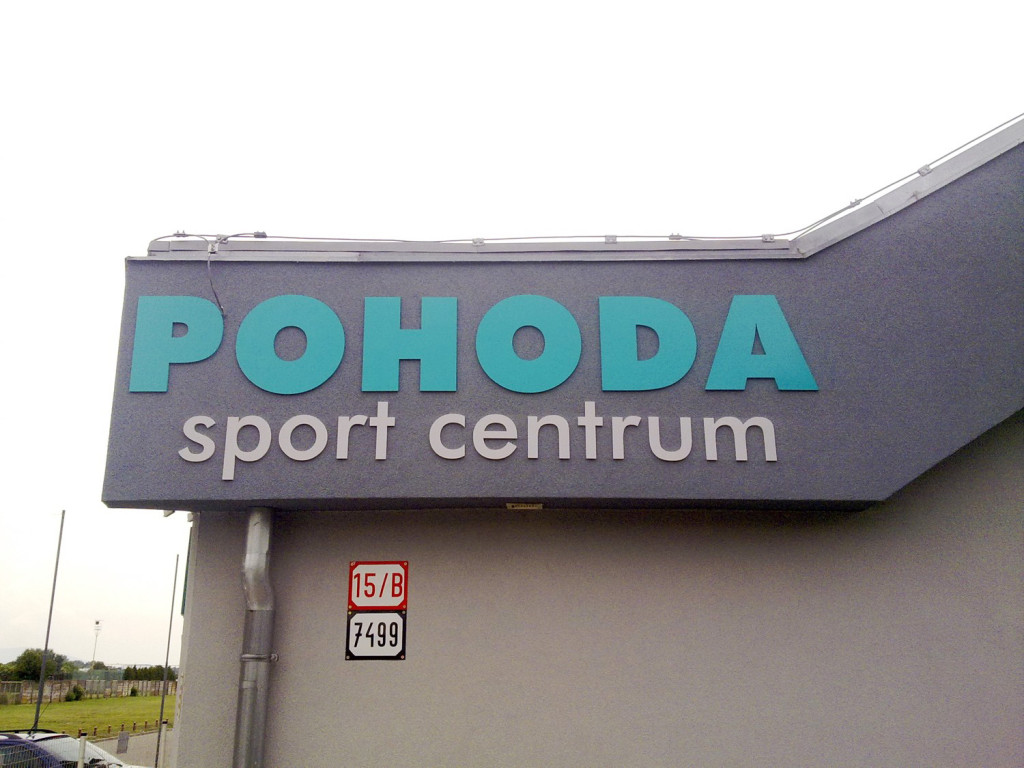 POHODA
sport centrum
15/B
7499